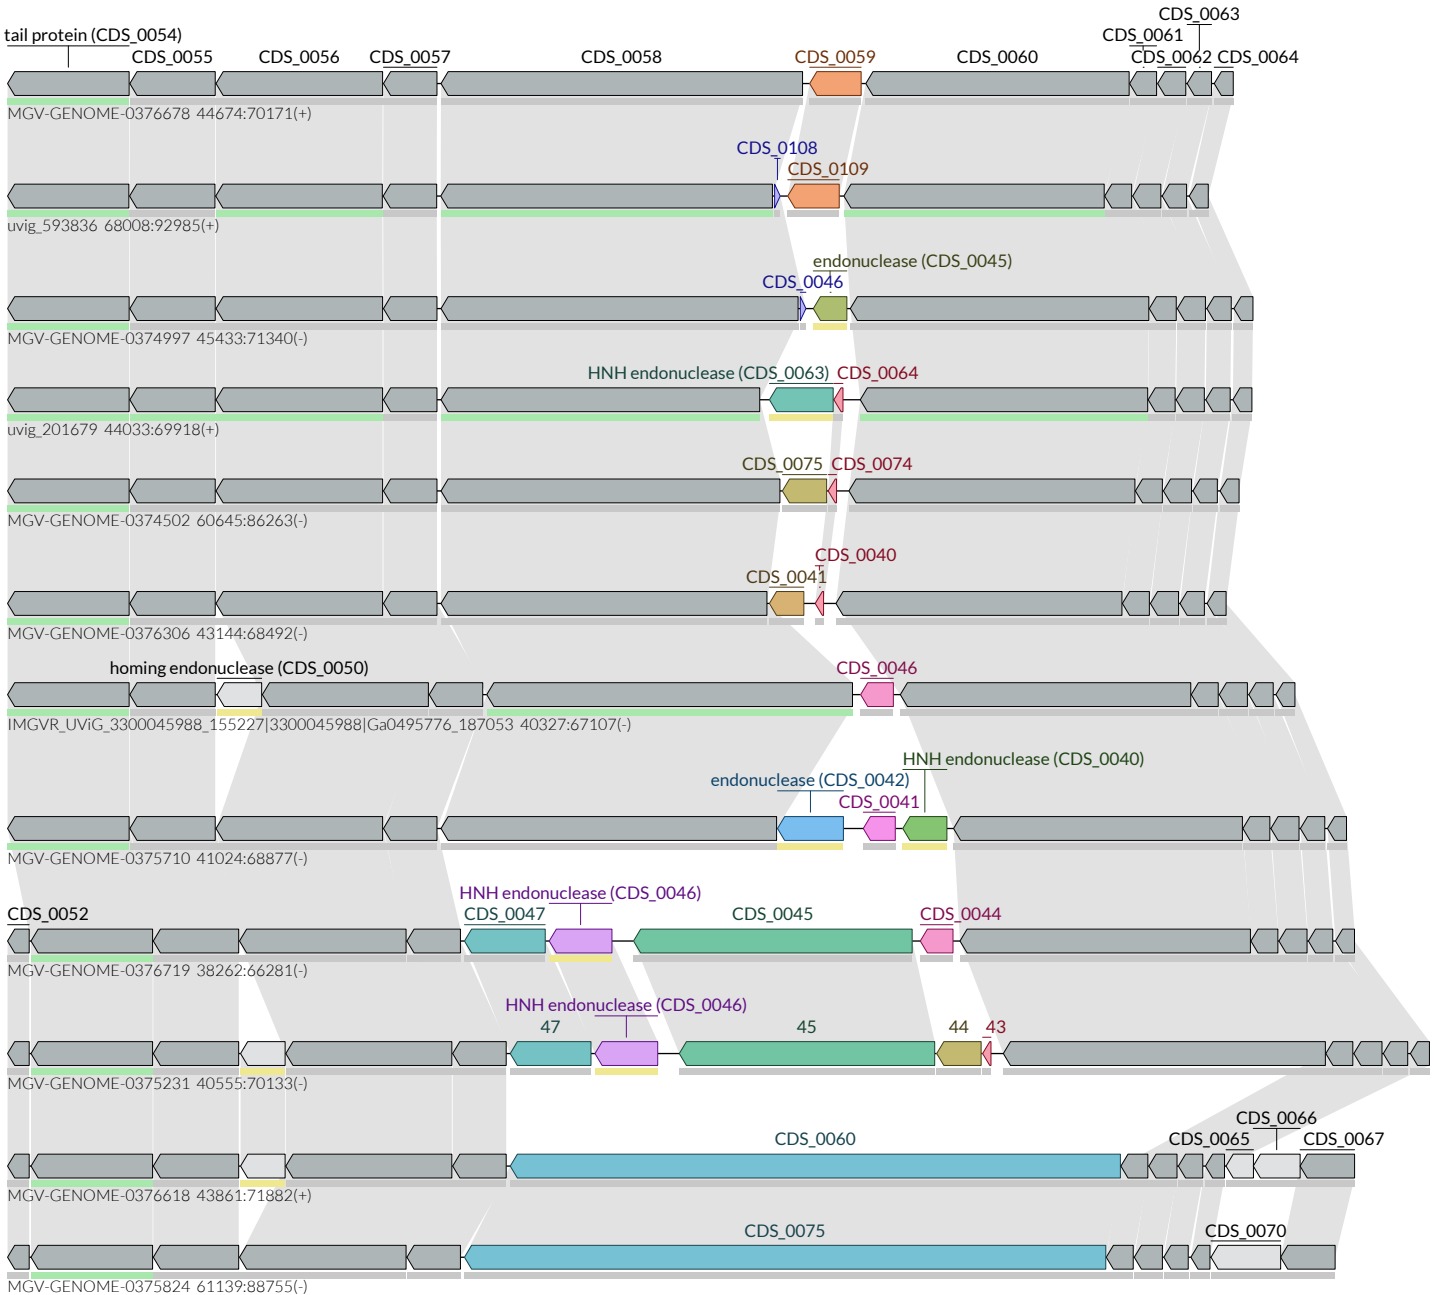 CDS_0063
tail protein (CDS_0054)
CDS_0061
CDS_0055 CDS_0056 CDS_0057 CDS_0058 CDS_0059 CDS_0060 CDS_0062 CDS_0064
MGV-GENOME-0376678 44674:70171(+)
CDS_0108
CDS_0109
uvig_593836 68008:92985(+)
endonuclease (CDS_0045)
CDS_0046
MGV-GENOME-0374997 45433:71340(-)
HNH endonuclease (CDS_0063) CDS_0064
uvig_201679 44033:69918(+)
CDS_0075 CDS_0074
MGV-GENOME-0374502 60645:86263(-)
CDS_0040
CDS_0041
MGV-GENOME-0376306 43144:68492(-)
homing endonuclease (CDS_0050) CDS_0046
IMGVR_UViG_3300045988_155227|3300045988|Ga0495776_187053 40327:67107(-)
HNH endonuclease (CDS_0040)
endonuclease (CDS_0042)
CDS_0041
MGV-GENOME-0375710 41024:68877(-)
HNH endonuclease (CDS_0046)
CDS_0052 CDS_0047 CDS_0045 CDS_0044
MGV-GENOME-0376719 38262:66281(-)
HNH endonuclease (CDS_0046)
47 45 44 43
MGV-GENOME-0375231 40555:70133(-)
CDS_0066
CDS_0060 CDS_0065 CDS_0067
MGV-GENOME-0376618 43861:71882(+)
CDS_0075 CDS_0070
MGV-GENOME-0375824 61139:88755(-)